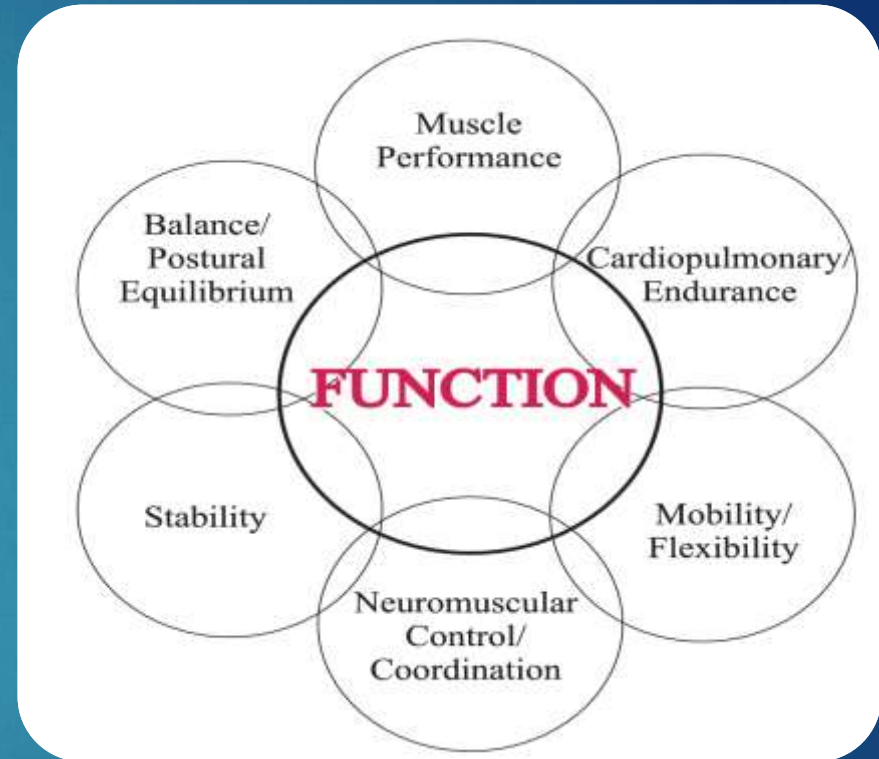 Muscle
Performance
Balance/
Postural
Equilibrium
Cardiopulmonary/
Endurance
FUNCTION
Stability
Mobility/
Flexibility
Neuromuscular
Control/
Coordination